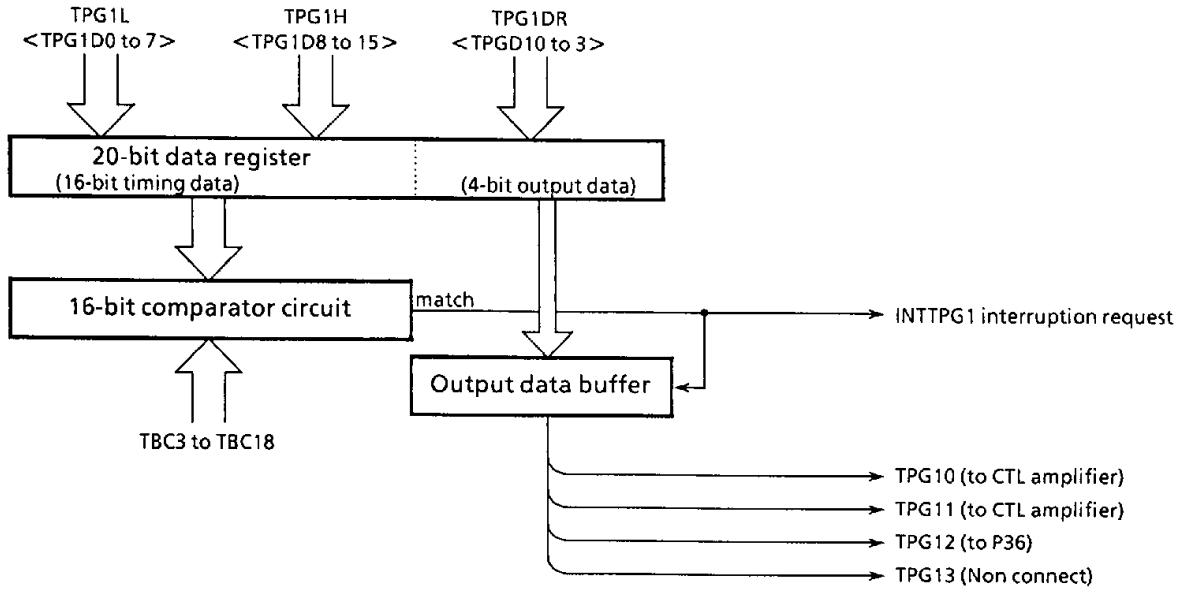 TPG1L
<TPG1D0 to 7>
TPG1H
<TPG1D8 to 15>
TPG1DR
<TPGD10 to 3>
20-bit data register
(16-bit timing data)
(4-bit output data)
16-bit comparator circuit
match
INTTPG1 interruption request
Output data buffer
TBC3 to TBC18
TPG10 (to CTL amplifier)
TPG11 (to CTL amplifier)
TPG12 (to P36)
TPG13 (Non connect)